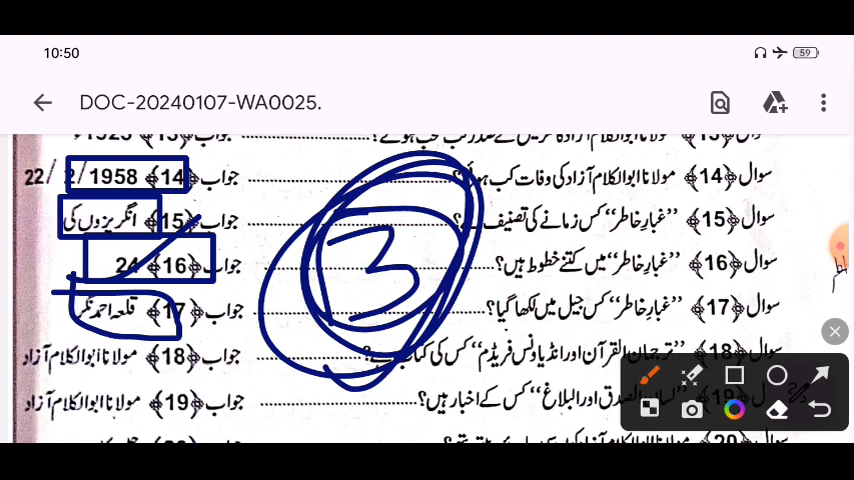 10:50
59
DOC-20240107-WA0025.
سوال ﴿14﴾ مولانا ابوالکلام آزاد کی وفات کب ہوئی؟ جواب ﴿14﴾ 22/2/1958
سوال ﴿15﴾ ”غبارِ خاطر“ کس زمانے کی تصنیف ہے؟ جواب ﴿15﴾ انگریزوں کی
سوال ﴿16﴾ ”غبارِ خاطر“ میں کتنے خطوط ہیں؟ جواب ﴿16﴾ 24
سوال ﴿17﴾ ”غبارِ خاطر“ کس جیل میں لکھا گیا؟ جواب ﴿17﴾ قلعہ احمد نگر
سوال ﴿18﴾ ”ترجمان القرآن اور انڈیا ونس فریڈم“ کس کی کتاب ہے؟ جواب ﴿18﴾ مولانا ابوالکلام آزاد
﴿19﴾ الصدق اور البلاغ“ کس کے اخبار ہیں؟ جواب ﴿19﴾ مولانا ابوالکلام آزاد
3